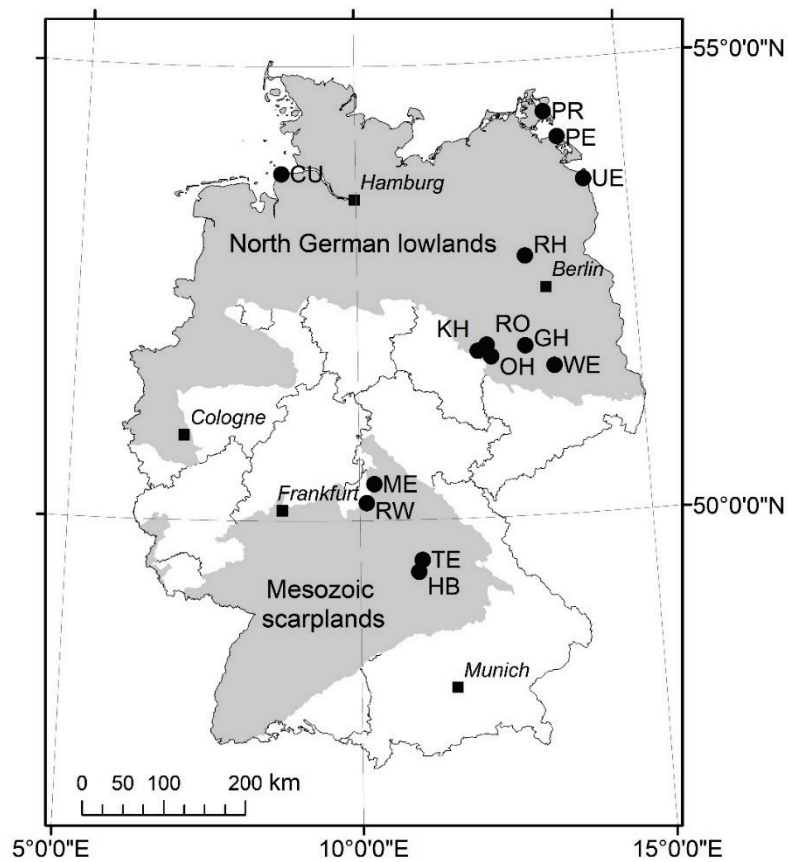 55°0'0"N
PR
PE
CU
UE
Hamburg
North German lowlands
RH
Berlin
KH
RO
GH
OH
WE
Cologne
ME
Frankfurt
RW
50°0'0"N
TE
Mesozoic
scarplands
HB
Munich
0 50 100 200 km
5°0'0"E 10°0'0"E 15°0'0"E